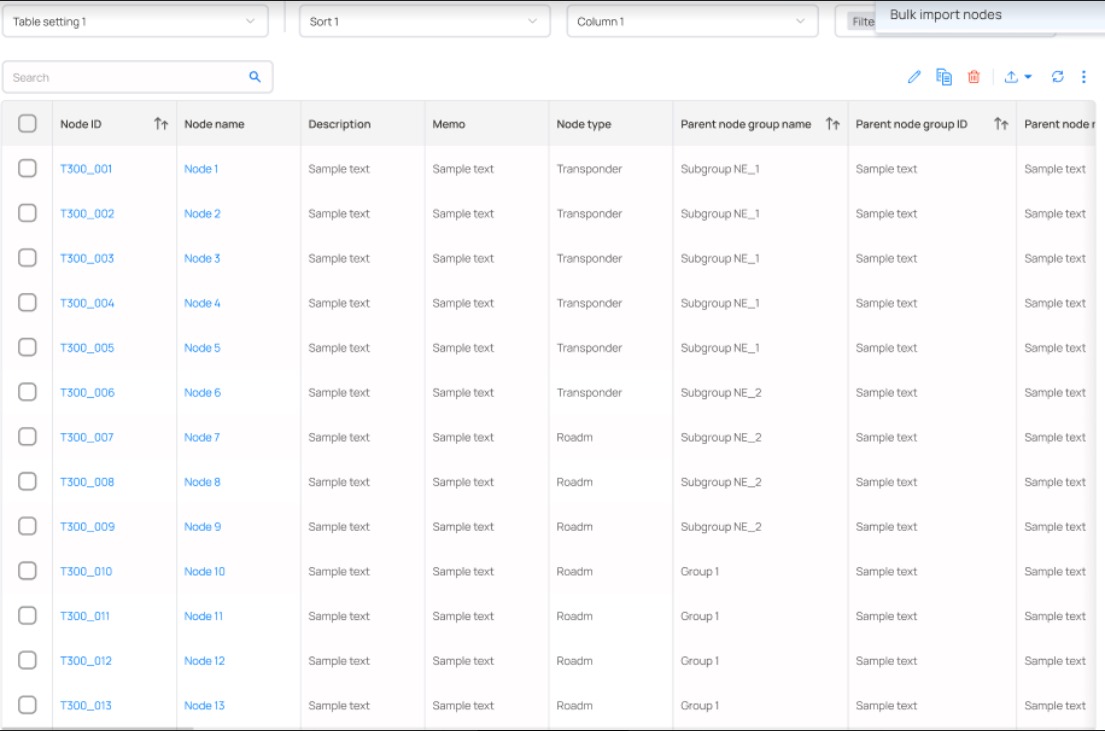 Table setting 1 Sort 1 Column 1 Filte Bulk import nodes
Search
Node ID Node name Description Memo Node type Parent node group name Parent node group ID Parent node
T300_001 Node 1 Sample text Sample text Transponder Subgroup NE_1 Sample text Sample text
T300_002 Node 2 Sample text Sample text Transponder Subgroup NE_1 Sample text Sample text
T300_003 Node 3 Sample text Sample text Transponder Subgroup NE_1 Sample text Sample text
T300_004 Node 4 Sample text Sample text Transponder Subgroup NE_1 Sample text Sample text
T300_005 Node 5 Sample text Sample text Transponder Subgroup NE_1 Sample text Sample text
T300_006 Node 6 Sample text Sample text Transponder Subgroup NE_2 Sample text Sample text
T300_007 Node 7 Sample text Sample text Roadm Subgroup NE_2 Sample text Sample text
T300_008 Node 8 Sample text Sample text Roadm Subgroup NE_2 Sample text Sample text
T300_009 Node 9 Sample text Sample text Roadm Subgroup NE_2 Sample text Sample text
T300_010 Node 10 Sample text Sample text Roadm Group 1 Sample text Sample text
T300_011 Node 11 Sample text Sample text Roadm Group 1 Sample text Sample text
T300_012 Node 12 Sample text Sample text Roadm Group 1 Sample text Sample text
T300_013 Node 13 Sample text Sample text Roadm Group 1 Sample text Sample text